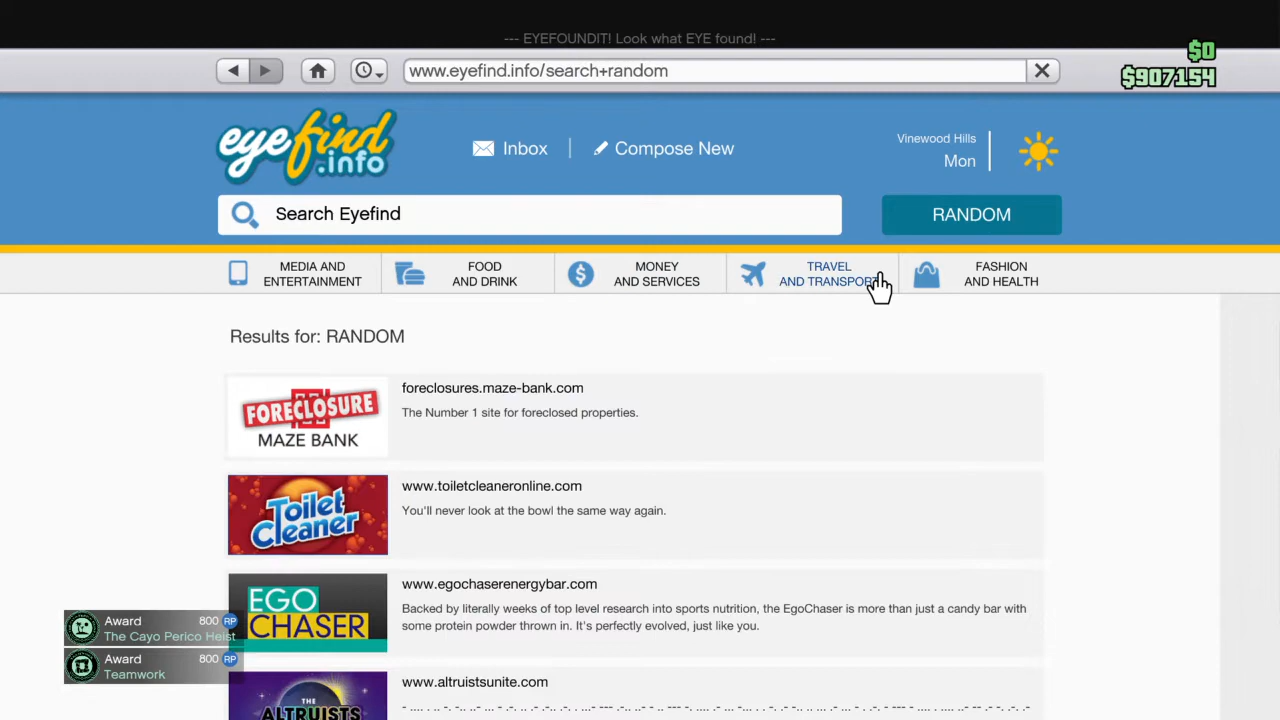 --- EYEFOUNDIT! Look what EYE found! ---
www.eyefind.info/search+random
$0
$907154
eyefind
.info
Inbox
Compose New
Vinewood Hills
Mon
Search Eyefind
RANDOM
MEDIA AND
ENTERTAINMENT
FOOD
AND DRINK
MONEY
AND SERVICES
TRAVEL
AND TRANSPORT
FASHION
AND HEALTH
Results for: RANDOM
FORECLOSURE
MAZE BANK
foreclosures.maze-bank.com
The Number 1 site for foreclosed properties.
Toilet
Cleaner
www.toiletcleaneronline.com
You'll never look at the bowl the same way again.
EGO
CHASER
www.egochaserenergybar.com
Backed by literally weeks of top level research into sports nutrition, the EgoChaser is more than just a candy bar with
some protein powder thrown in. It's perfectly evolved, just like you.
Award 800 RP
The Cayo Perico Heist
Award 800 RP
Teamwork
THE
ALTRUISTS
www.altruistsunite.com